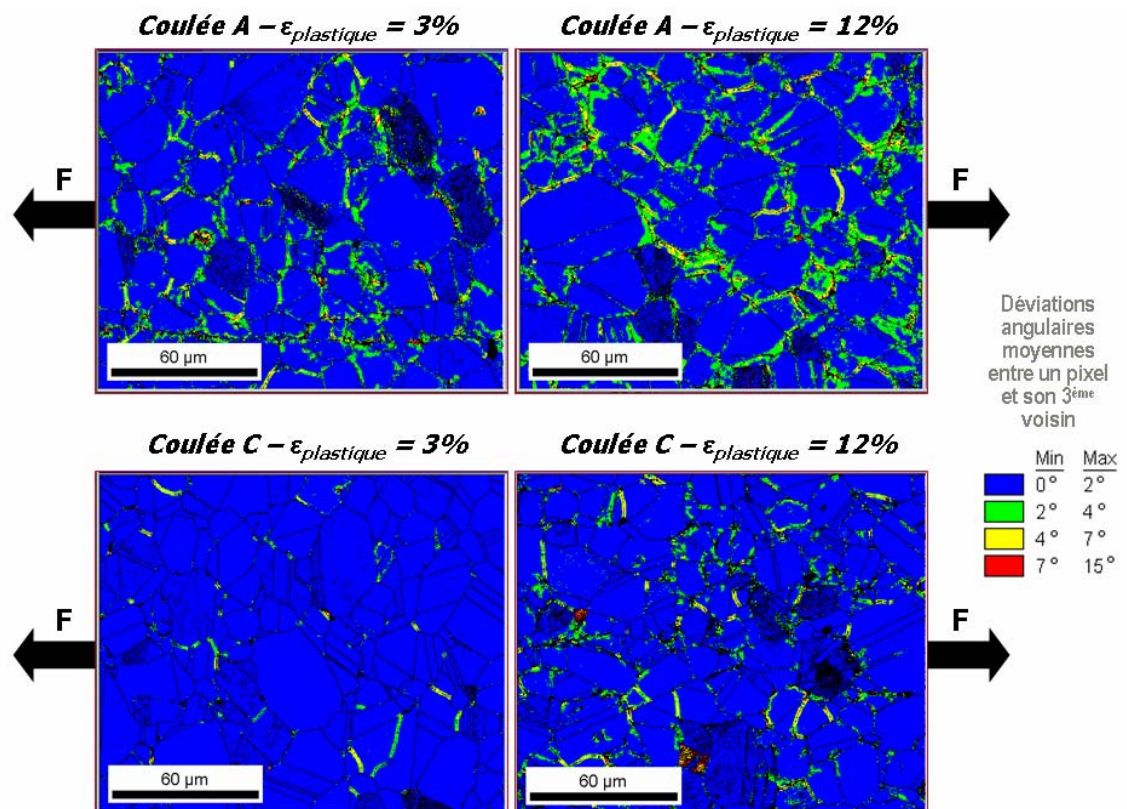 Coulée A – εplastique = 3%
Coulée A – εplastique = 12%
F
F
60 µm
60 µm
Déviations
angulaires
moyennes
entre un pixel
et son 3ème
voisin
Coulée C – εplastique = 3%
Coulée C – εplastique = 12%
Min Max
0° 2°
2° 4°
4° 7°
7° 15°
F
F
60 µm
60 µm